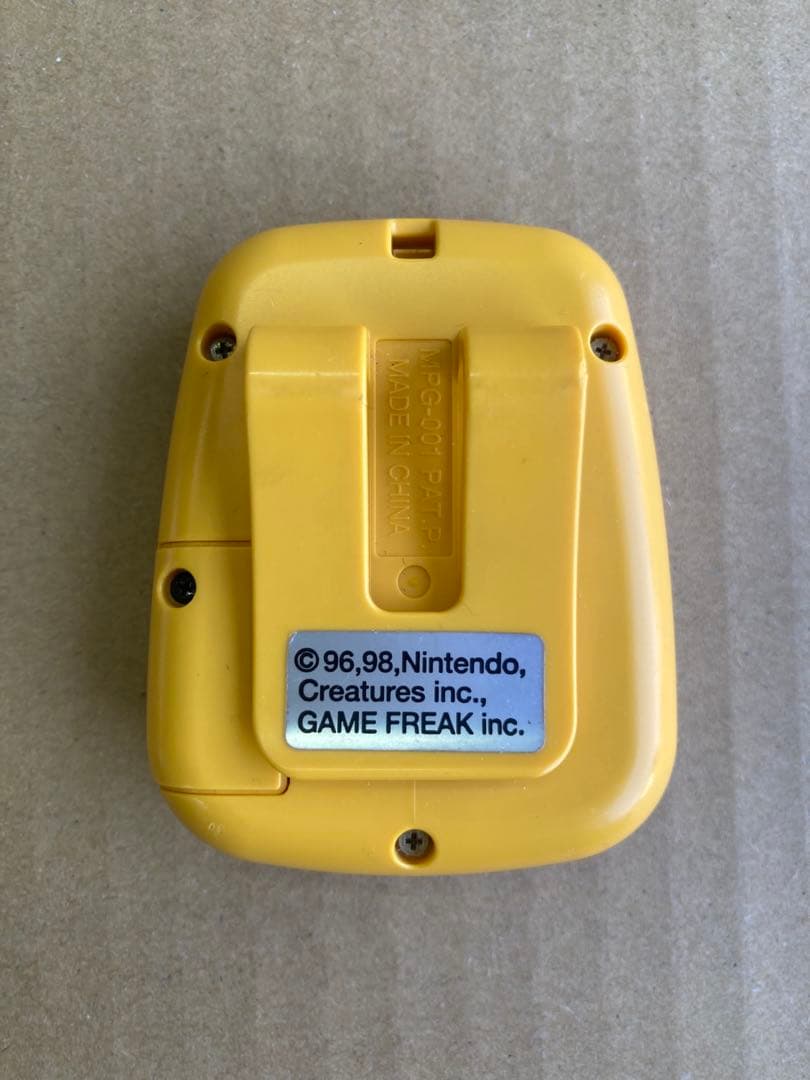 MPG-001 PAT.P.
MADE IN CHINA
© 96,98,Nintendo,
Creatures inc.,
GAME FREAK inc.